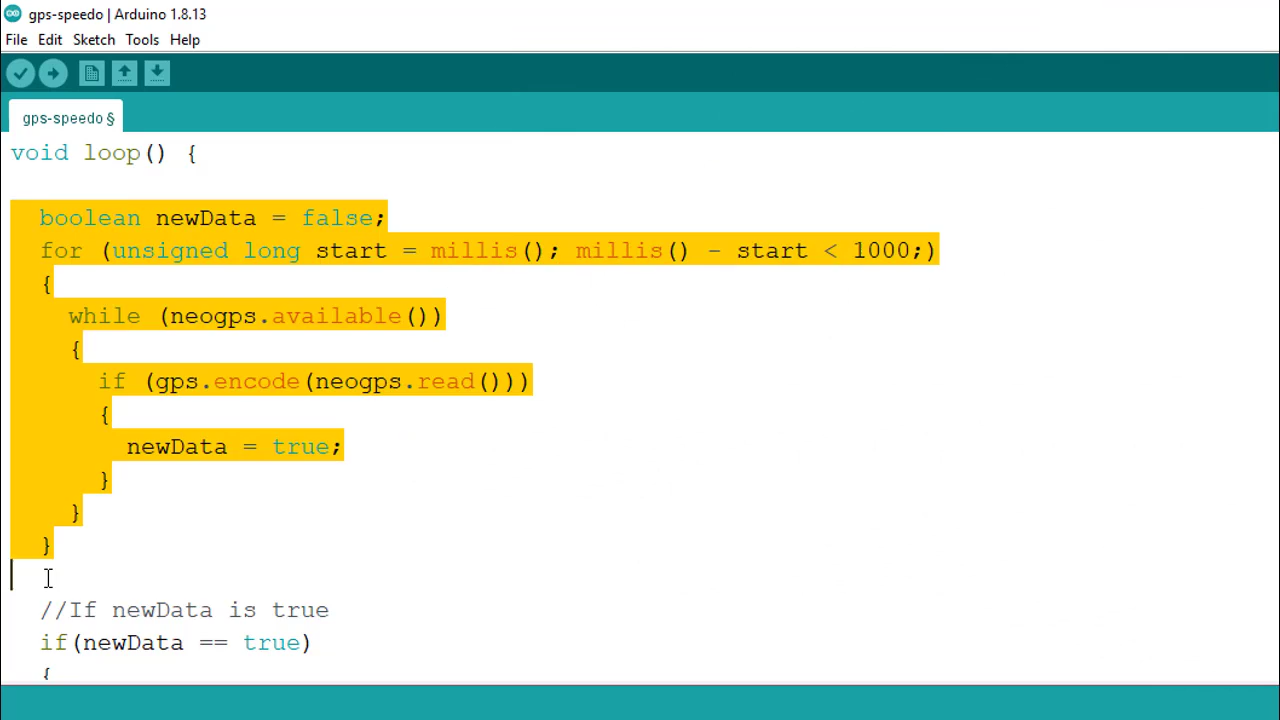 gps-speedo | Arduino 1.8.13
File Edit Sketch Tools Help
gps-speedo §
void loop() {
boolean newData = false;
for (unsigned long start = millis(); millis() - start < 1000;)
{
while (neogps.available())
{
if (gps.encode(neogps.read()))
{
newData = true;
}
}
}
//If newData is true
if(newData == true)
{